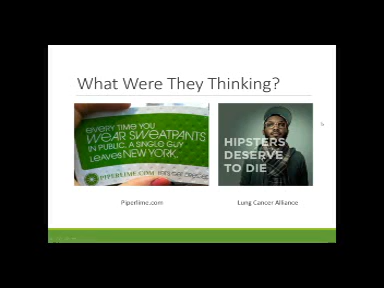 What Were They Thinking?
EVERY TIME YOU
WEAR SWEATPANTS
IN PUBLIC, A SINGLE GUY
LEAVES NEW YORK.
PIPERLIME.COM
HIPSTERS
DESERVE
TO DIE
Piperlime.com
Lung Cancer Alliance